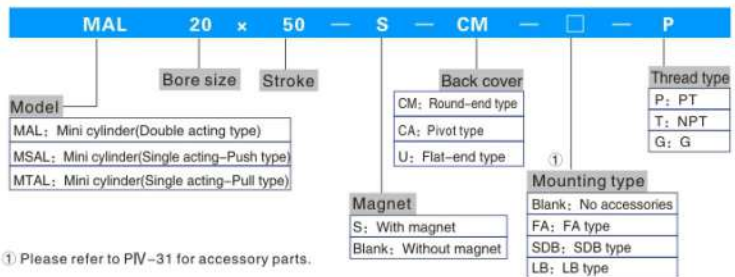 MAL 20 × 50 — S — CM — □ — P
Bore size
Stroke
Back cover
CM: Round-end type
CA: Pivot type
U: Flat-end type
Thread type
P: PT
T: NPT
G: G
Model
MAL: Mini cylinder(Double acting type)
MSAL: Mini cylinder(Single acting-Push type)
MTAL: Mini cylinder(Single acting-Pull type)
Magnet
S: With magnet
Blank: Without magnet
①
Mounting type
Blank: No accessories
FA: FA type
SDB: SDB type
LB: LB type
① Please refer to PⅣ-31 for accessory parts.